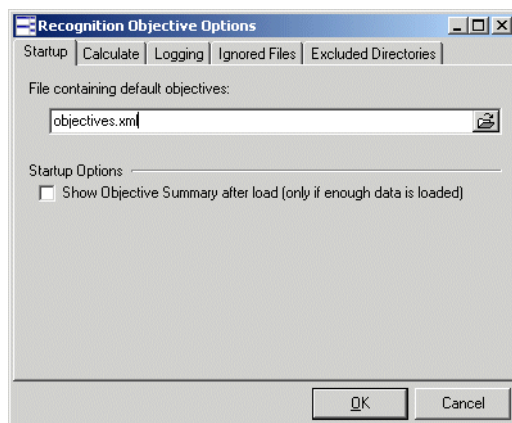 Recognition Objective Options
Startup Calculate Logging Ignored Files Excluded Directories
File containing default objectives:
objectives.xml
Startup Options
Show Objective Summary after load (only if enough data is loaded)
OK Cancel